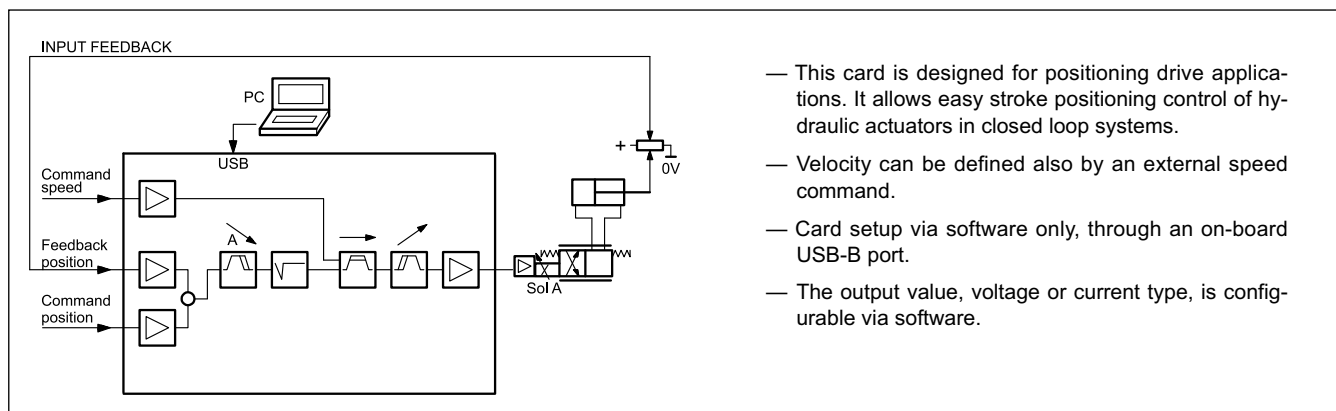 INPUT FEEDBACK
PC
USB
+
0V
Command
speed
Feedback
position
Command
position
A
Sol A
— This card is designed for positioning drive applica-
tions. It allows easy stroke positioning control of hy-
draulic actuators in closed loop systems.
— Velocity can be defined also by an external speed
command.
— Card setup via software only, through an on-board
USB-B port.
— The output value, voltage or current type, is config-
urable via software.